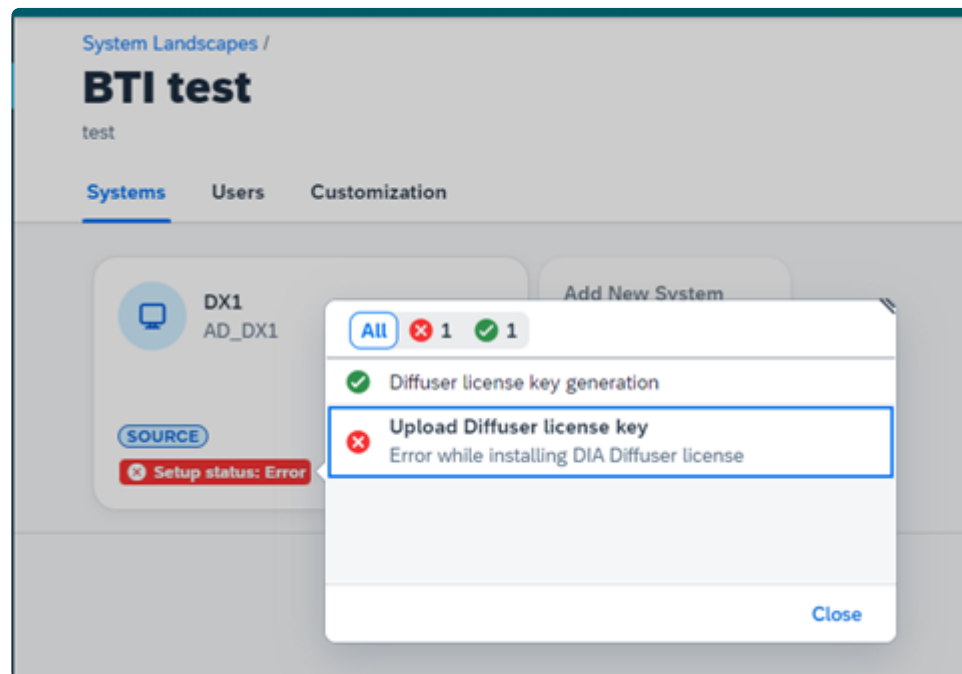 System Landscapes /
BTI test
test
Systems Users Customization
DX1
AD_DX1
Add New System
SOURCE
Setup status: Error
All 1 1
Diffuser license key generation
Upload Diffuser license key
Error while installing DIA Diffuser license
Close